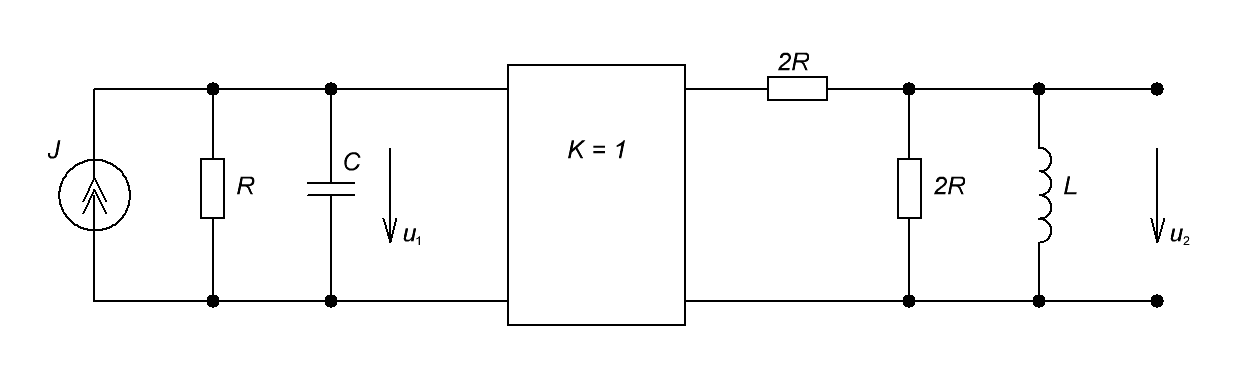 2R
J
R
C
u₁
K = 1
2R
L
u₂